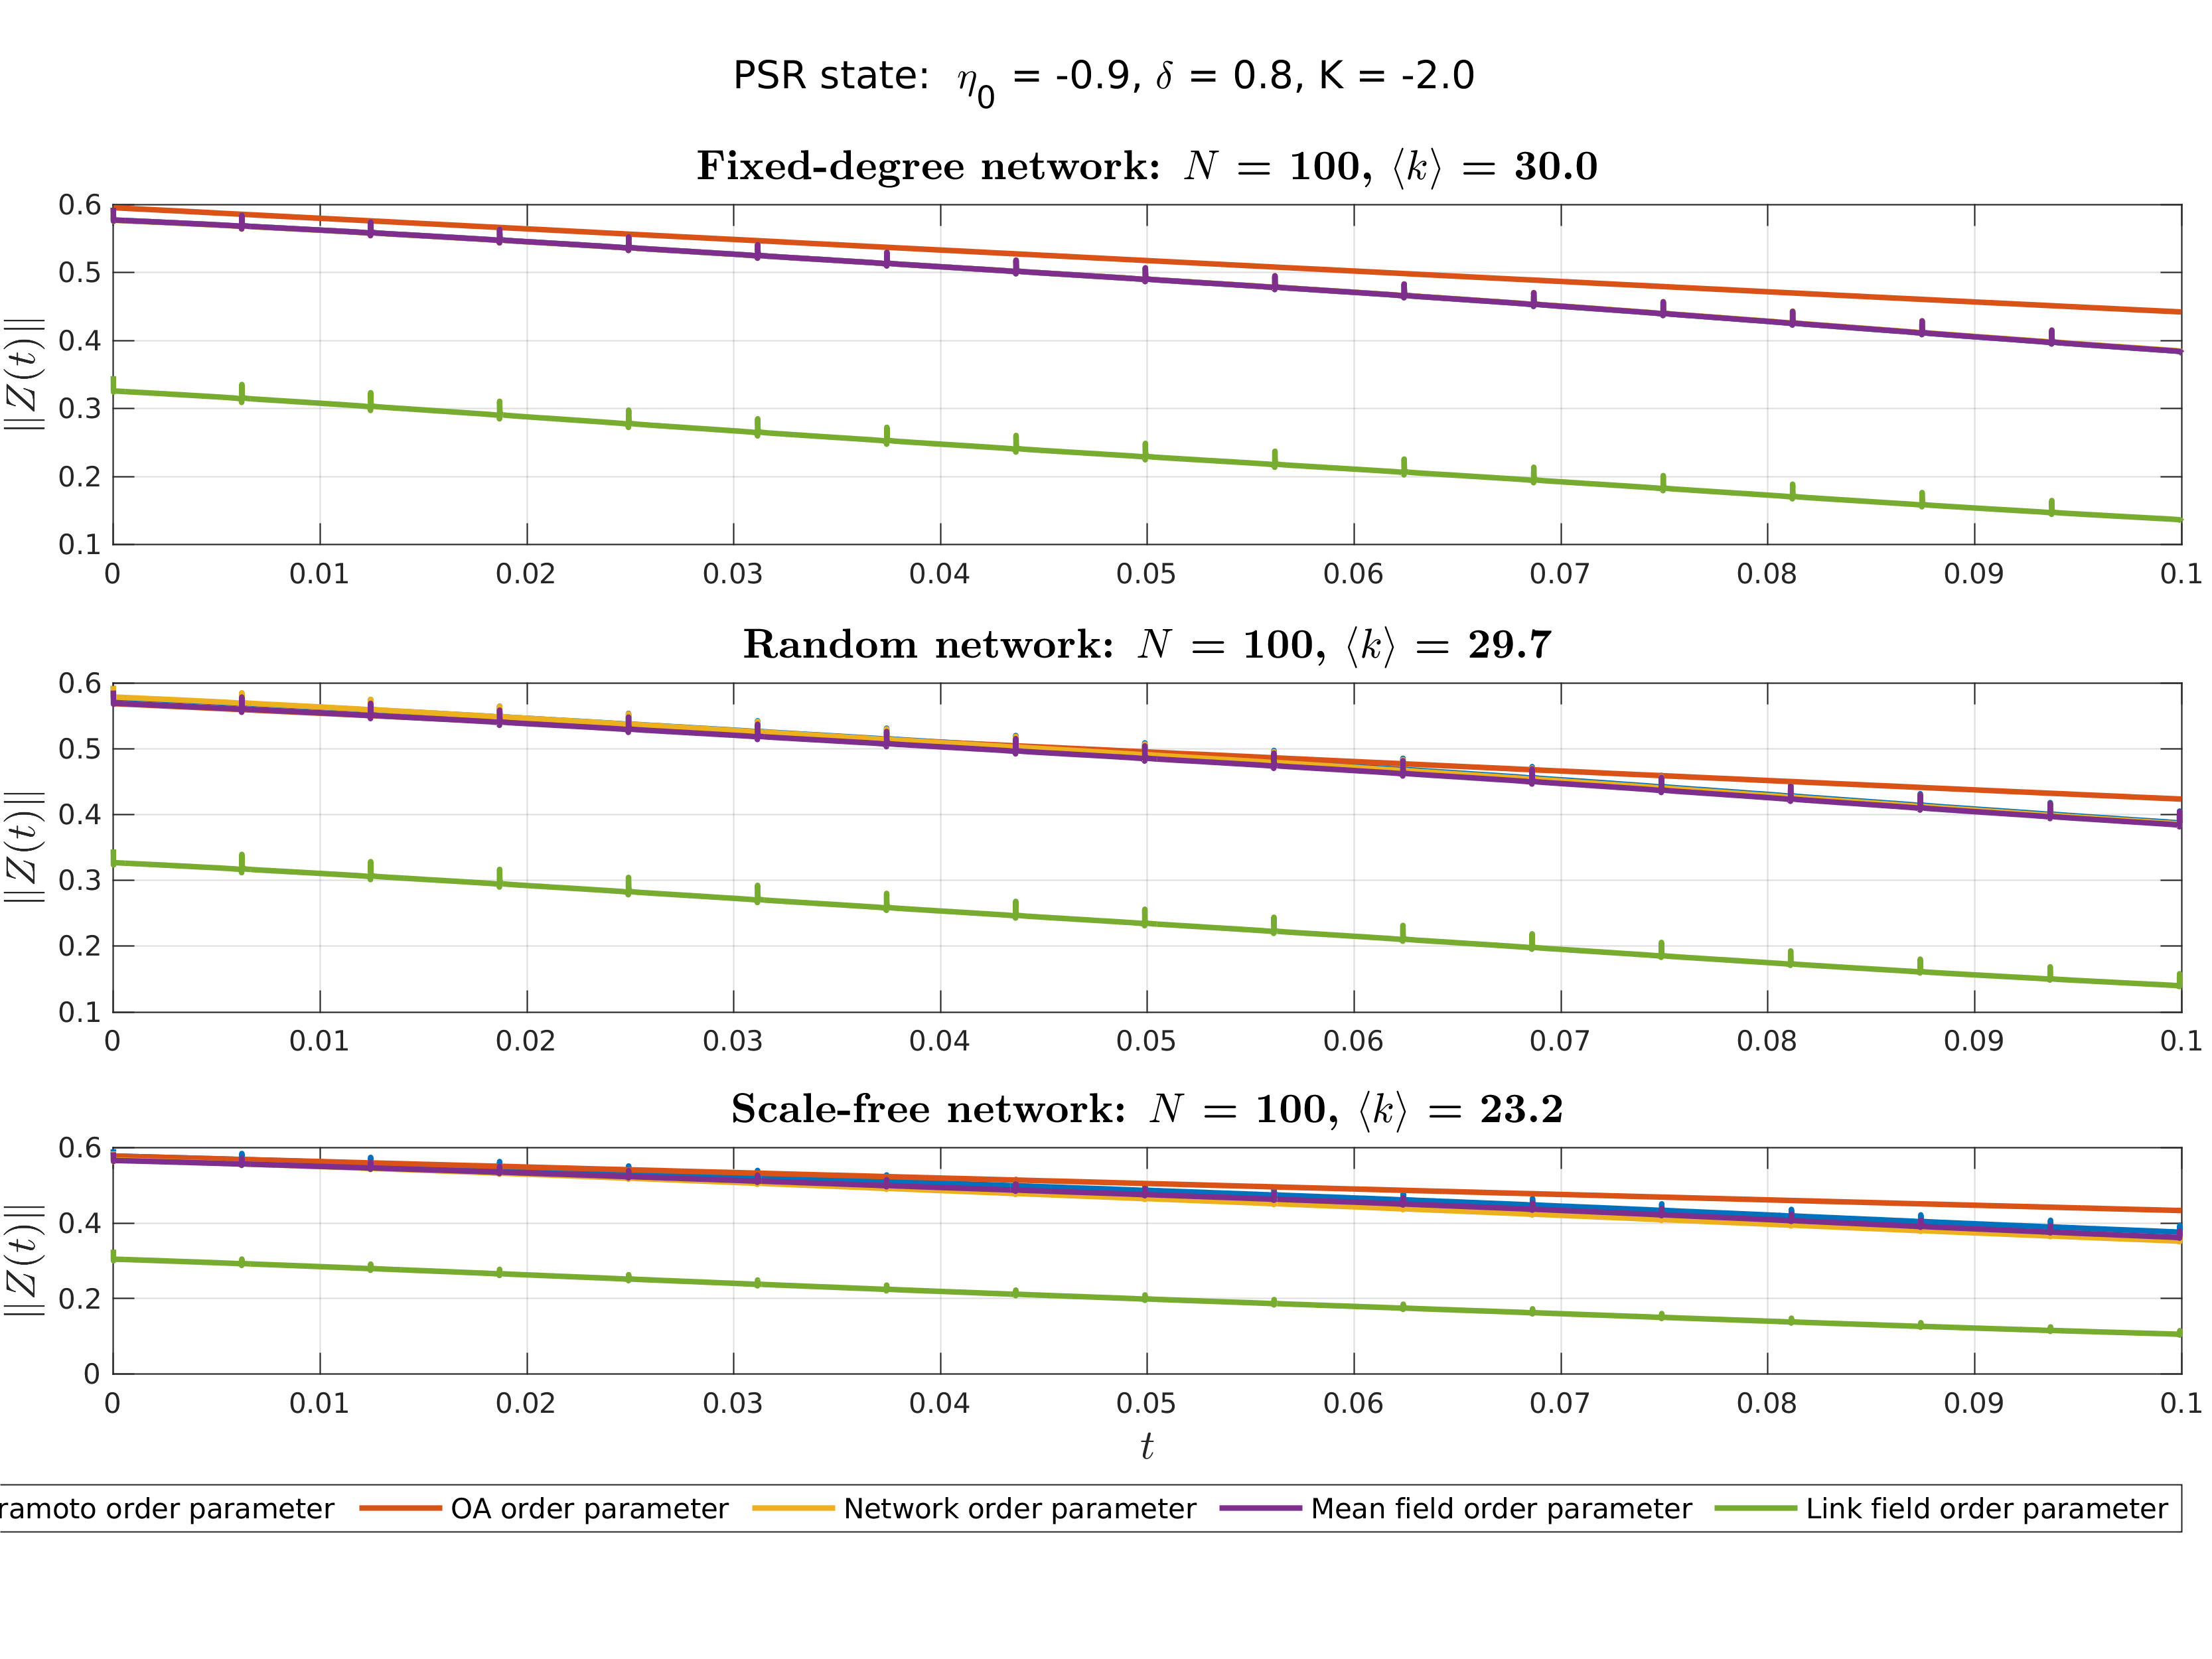 PSR state: η0 = -0.9, δ = 0.8, K = -2.0
Fixed-degree network: N = 100, ⟨k⟩ = 30.0
0.6
0.5
0.4
0.3
0.2
0.1
‖Z(t)‖
0 0.01 0.02 0.03 0.04 0.05 0.06 0.07 0.08 0.09 0.1
Random network: N = 100, ⟨k⟩ = 29.7
0.6
0.5
0.4
0.3
0.2
0.1
‖Z(t)‖
0 0.01 0.02 0.03 0.04 0.05 0.06 0.07 0.08 0.09 0.1
Scale-free network: N = 100, ⟨k⟩ = 23.2
0.6
0.4
0.2
0
‖Z(t)‖
0 0.01 0.02 0.03 0.04 0.05 0.06 0.07 0.08 0.09 0.1
t
ramoto order parameter OA order parameter Network order parameter Mean field order parameter Link field order parameter